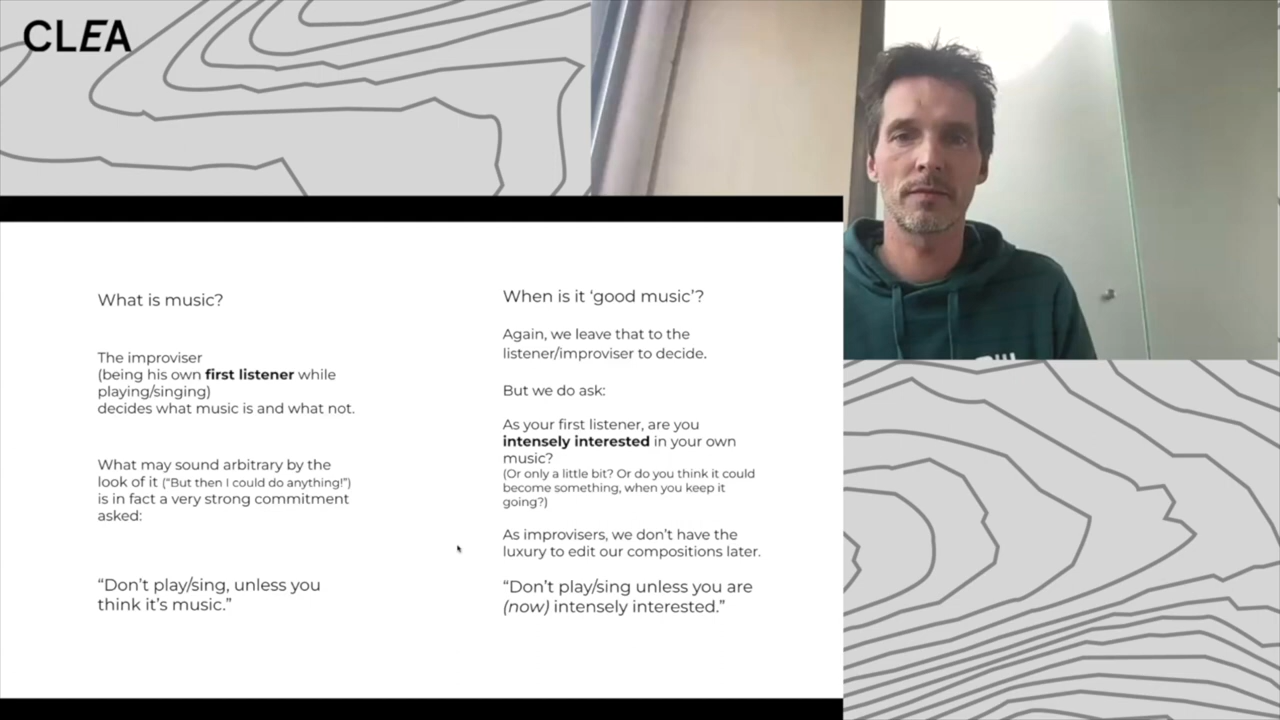 CLEA
What is music?
The improviser
(being his own first listener while
playing/singing)
decides what music is and what not.
What may sound arbitrary by the
look of it (“But then I could do anything!”)
is in fact a very strong commitment
asked:
“Don’t play/sing, unless you
think it’s music.”
When is it ‘good music’?
Again, we leave that to the
listener/improviser to decide.
But we do ask:
As your first listener, are you
intensely interested in your own
music?
(Or only a little bit? Or do you think it could
become something, when you keep it
going?)
As improvisers, we don’t have the
luxury to edit our compositions later.
“Don’t play/sing unless you are
(now) intensely interested.”